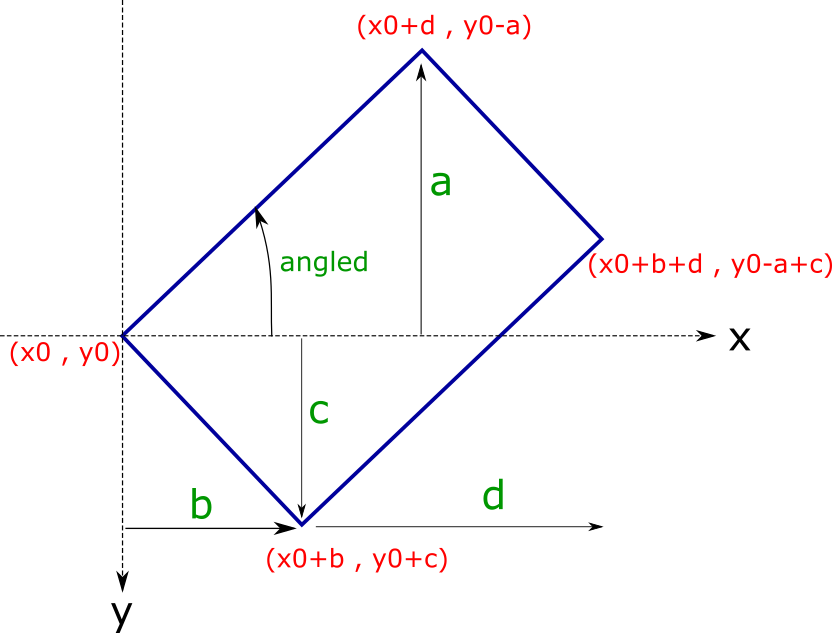 (x0+d , y0-a)
a
angled
(x0+b+d , y0-a+c)
x
(x0 , y0)
c
b
d
(x0+b , y0+c)
y